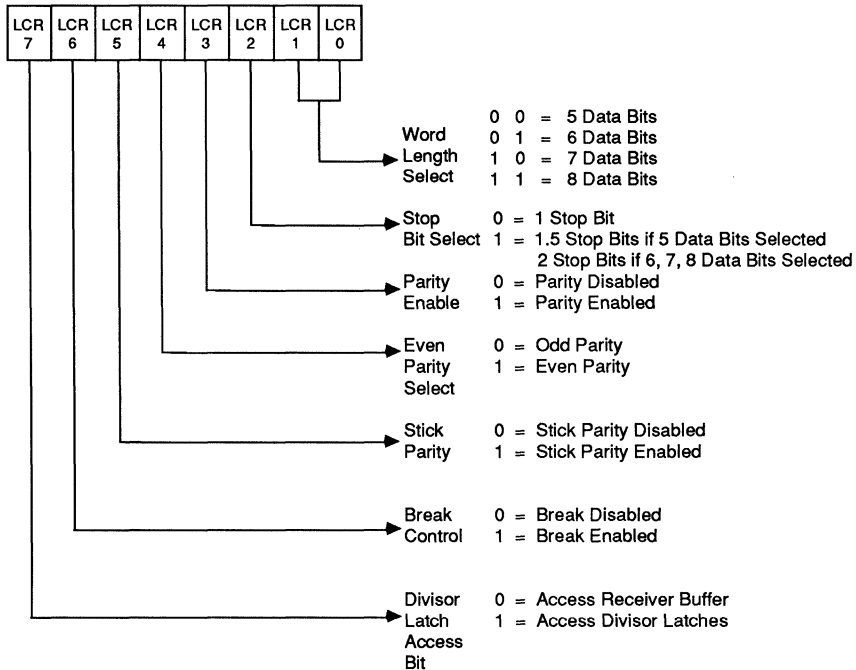 LCR LCR LCR LCR LCR LCR LCR LCR
7 6 5 4 3 2 1 0
Word
Length
Select
0 0 = 5 Data Bits
0 1 = 6 Data Bits
1 0 = 7 Data Bits
1 1 = 8 Data Bits
Stop
Bit Select
0 = 1 Stop Bit
1 = 1.5 Stop Bits if 5 Data Bits Selected
2 Stop Bits if 6, 7, 8 Data Bits Selected
Parity
Enable
0 = Parity Disabled
1 = Parity Enabled
Even
Parity
Select
0 = Odd Parity
1 = Even Parity
Stick
Parity
0 = Stick Parity Disabled
1 = Stick Parity Enabled
Break
Control
0 = Break Disabled
1 = Break Enabled
Divisor
Latch
Access
Bit
0 = Access Receiver Buffer
1 = Access Divisor Latches